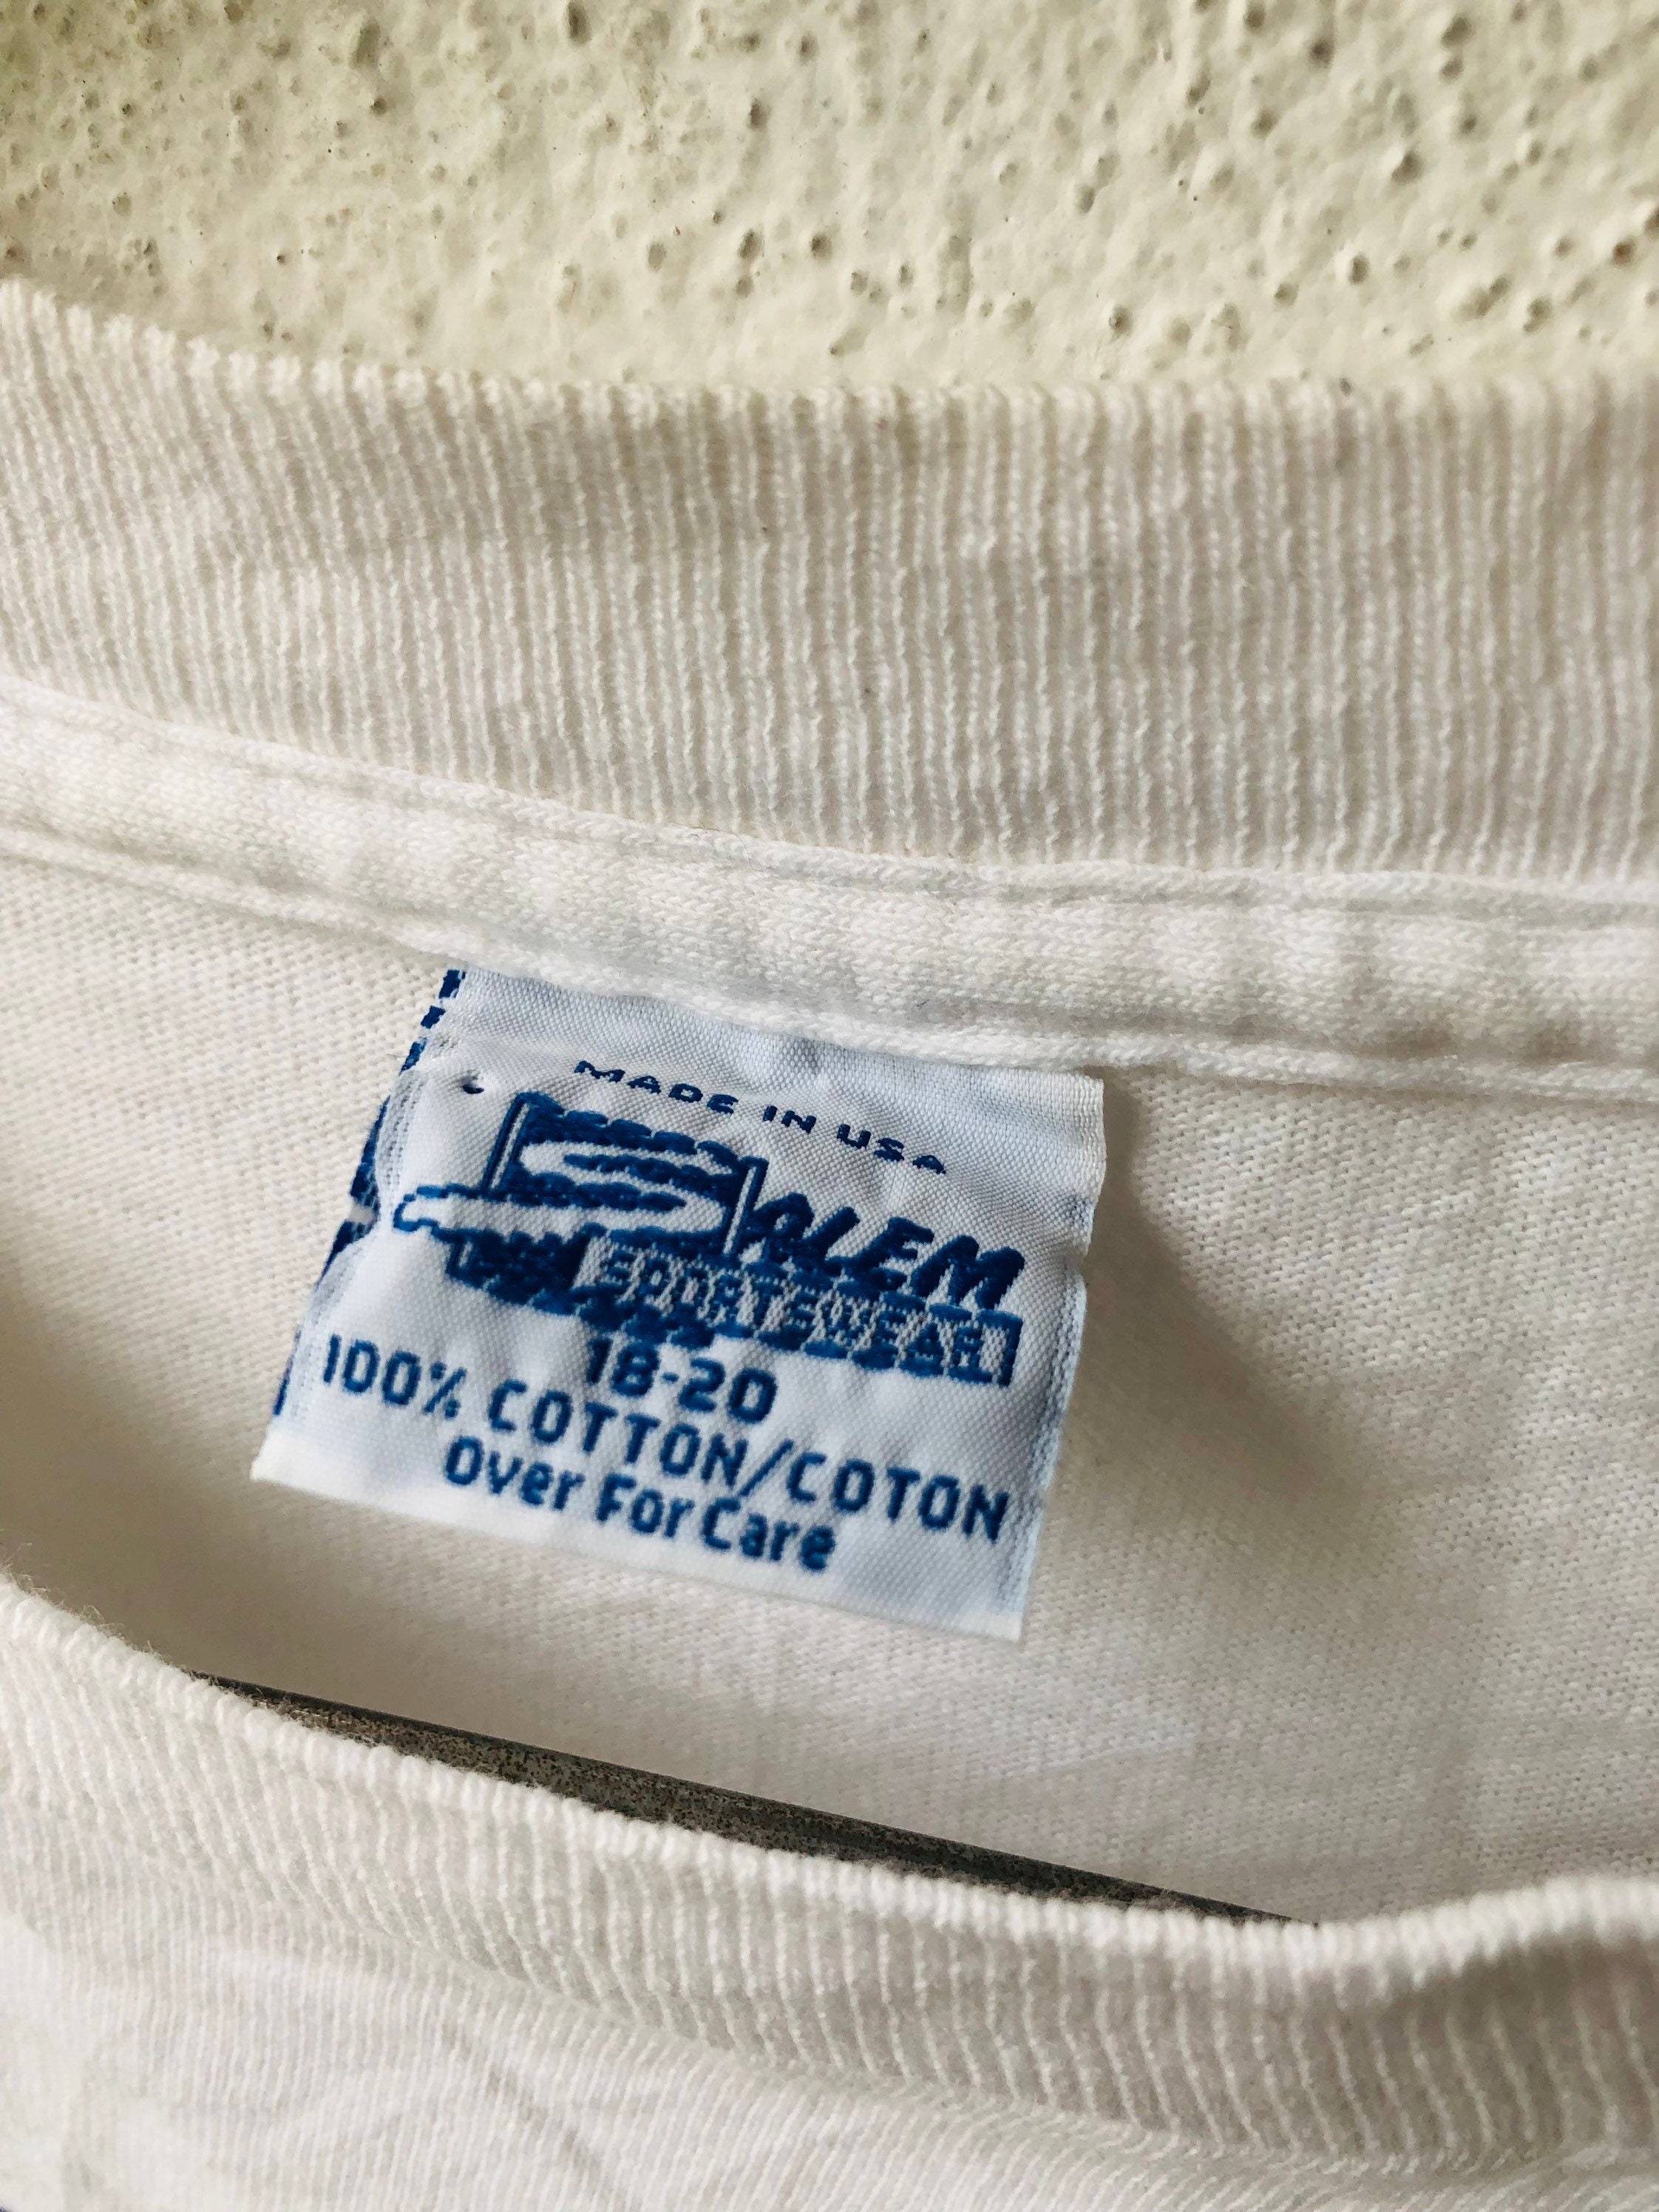 MADE IN USA
SALEM
SPORTSWEAR
18-20
100% COTTON/COTON
Over For Care